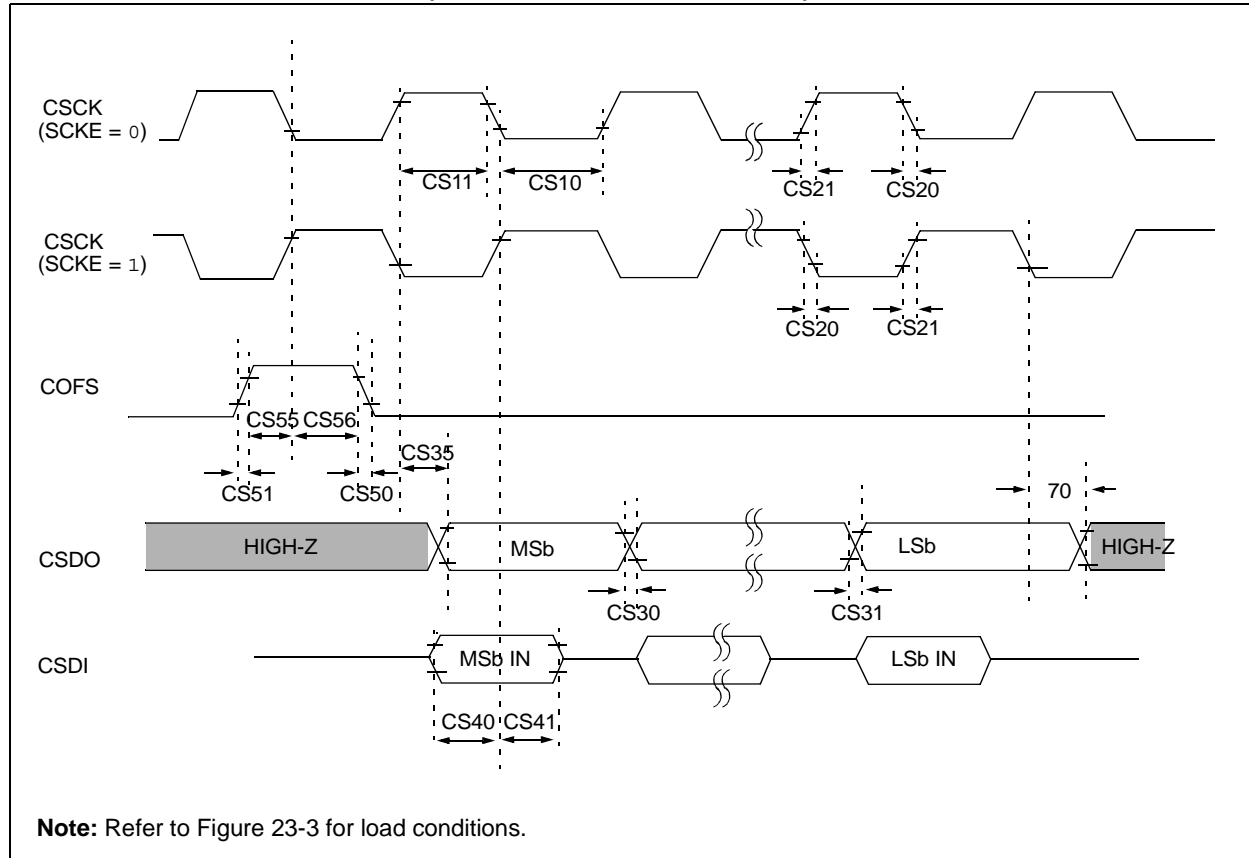 CSCK
(SCKE = 0)
CS11
CS10
CS21
CS20
CSCK
(SCKE = 1)
CS20
CS21
COFS
CS55
CS56
CS35
CS51
CS50
70
CSDO
HIGH-Z
MSb
LSb
HIGH-Z
CS30
CS31
CSDI
MSb IN
LSb IN
CS40
CS41
Note: Refer to Figure 23-3 for load conditions.